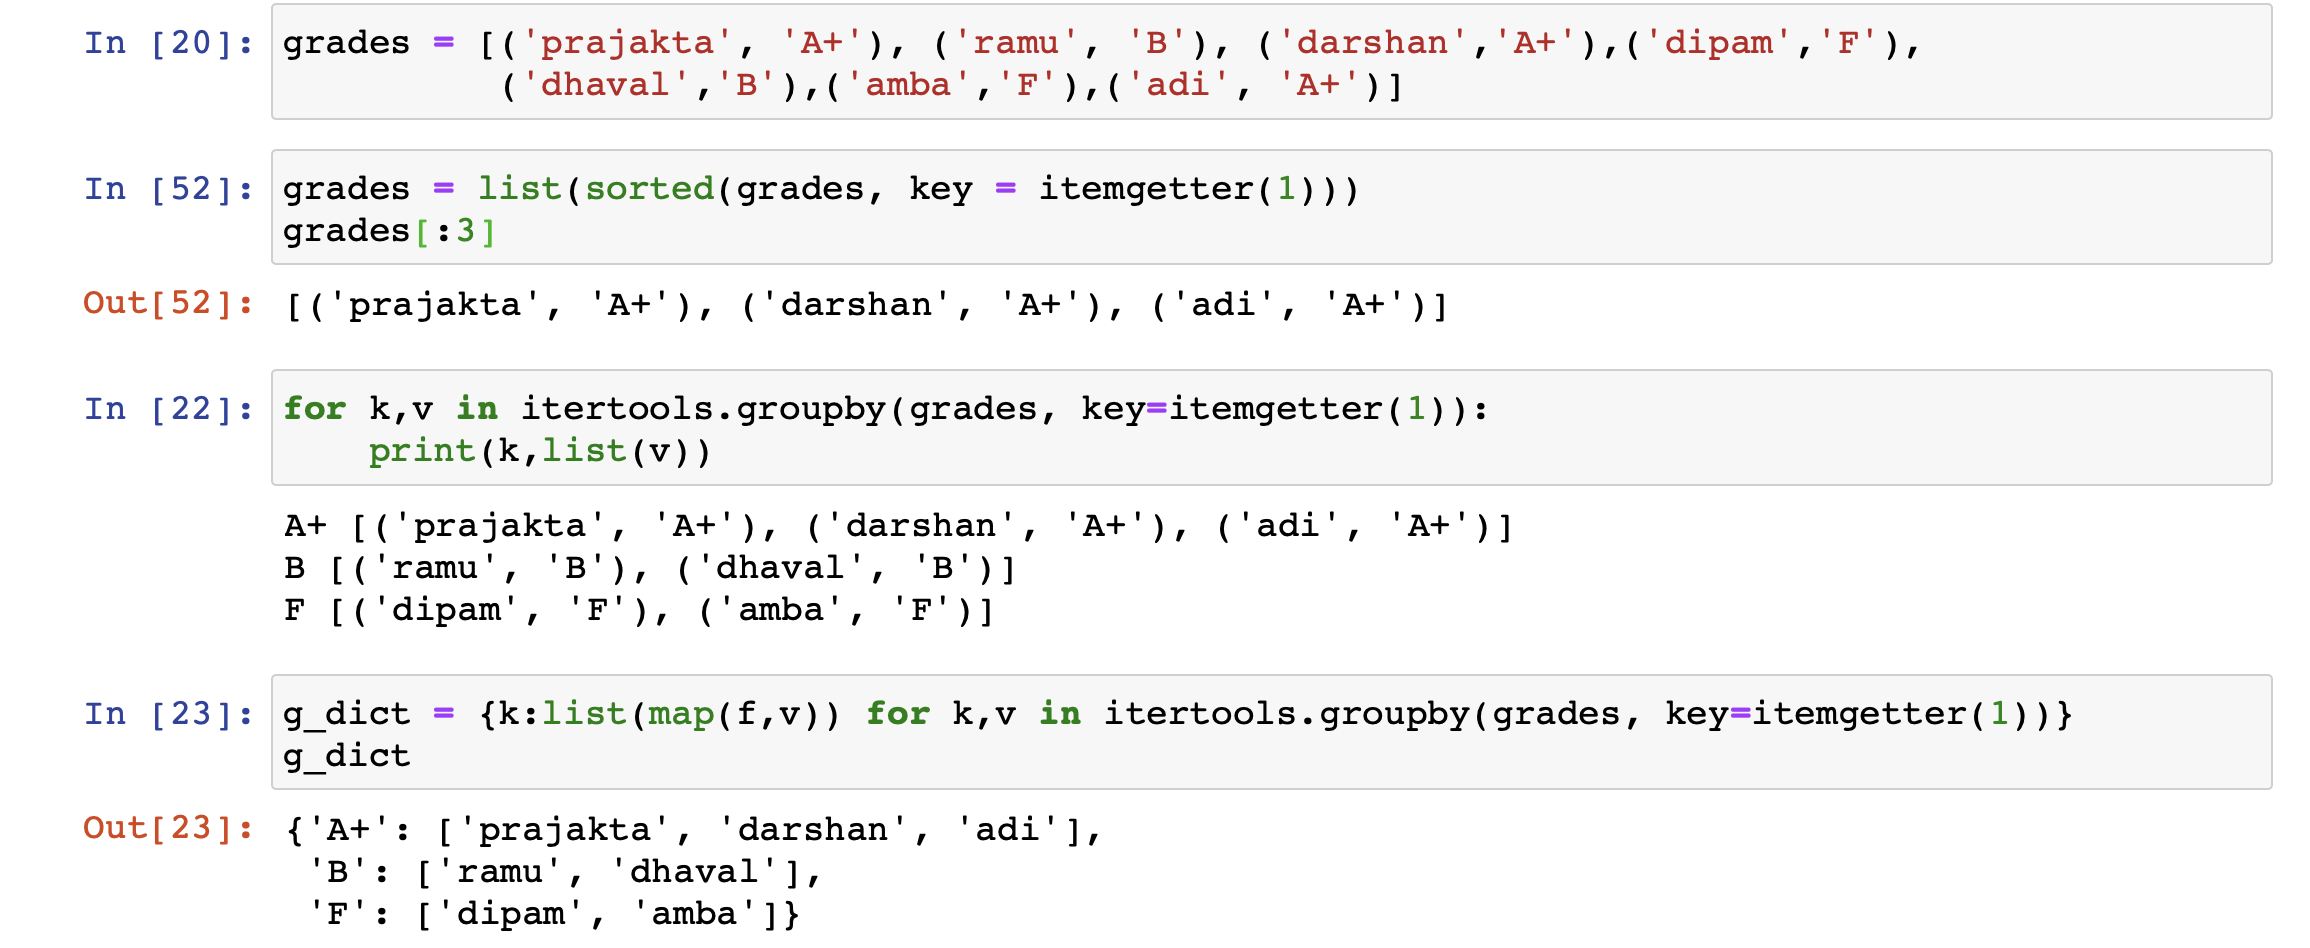 In [20]: grades = [('prajakta', 'A+'), ('ramu', 'B'), ('darshan','A+'),('dipam','F'),
('dhaval','B'),('amba','F'),('adi', 'A+')]
In [52]: grades = list(sorted(grades, key = itemgetter(1)))
grades[:3]
Out[52]: [('prajakta', 'A+'), ('darshan', 'A+'), ('adi', 'A+')]
In [22]: for k,v in itertools.groupby(grades, key=itemgetter(1)):
print(k,list(v))
A+ [('prajakta', 'A+'), ('darshan', 'A+'), ('adi', 'A+')]
B [('ramu', 'B'), ('dhaval', 'B')]
F [('dipam', 'F'), ('amba', 'F')]
In [23]: g_dict = {k:list(map(f,v)) for k,v in itertools.groupby(grades, key=itemgetter(1))}
g_dict
Out[23]: {'A+': ['prajakta', 'darshan', 'adi'],
'B': ['ramu', 'dhaval'],
'F': ['dipam', 'amba']}